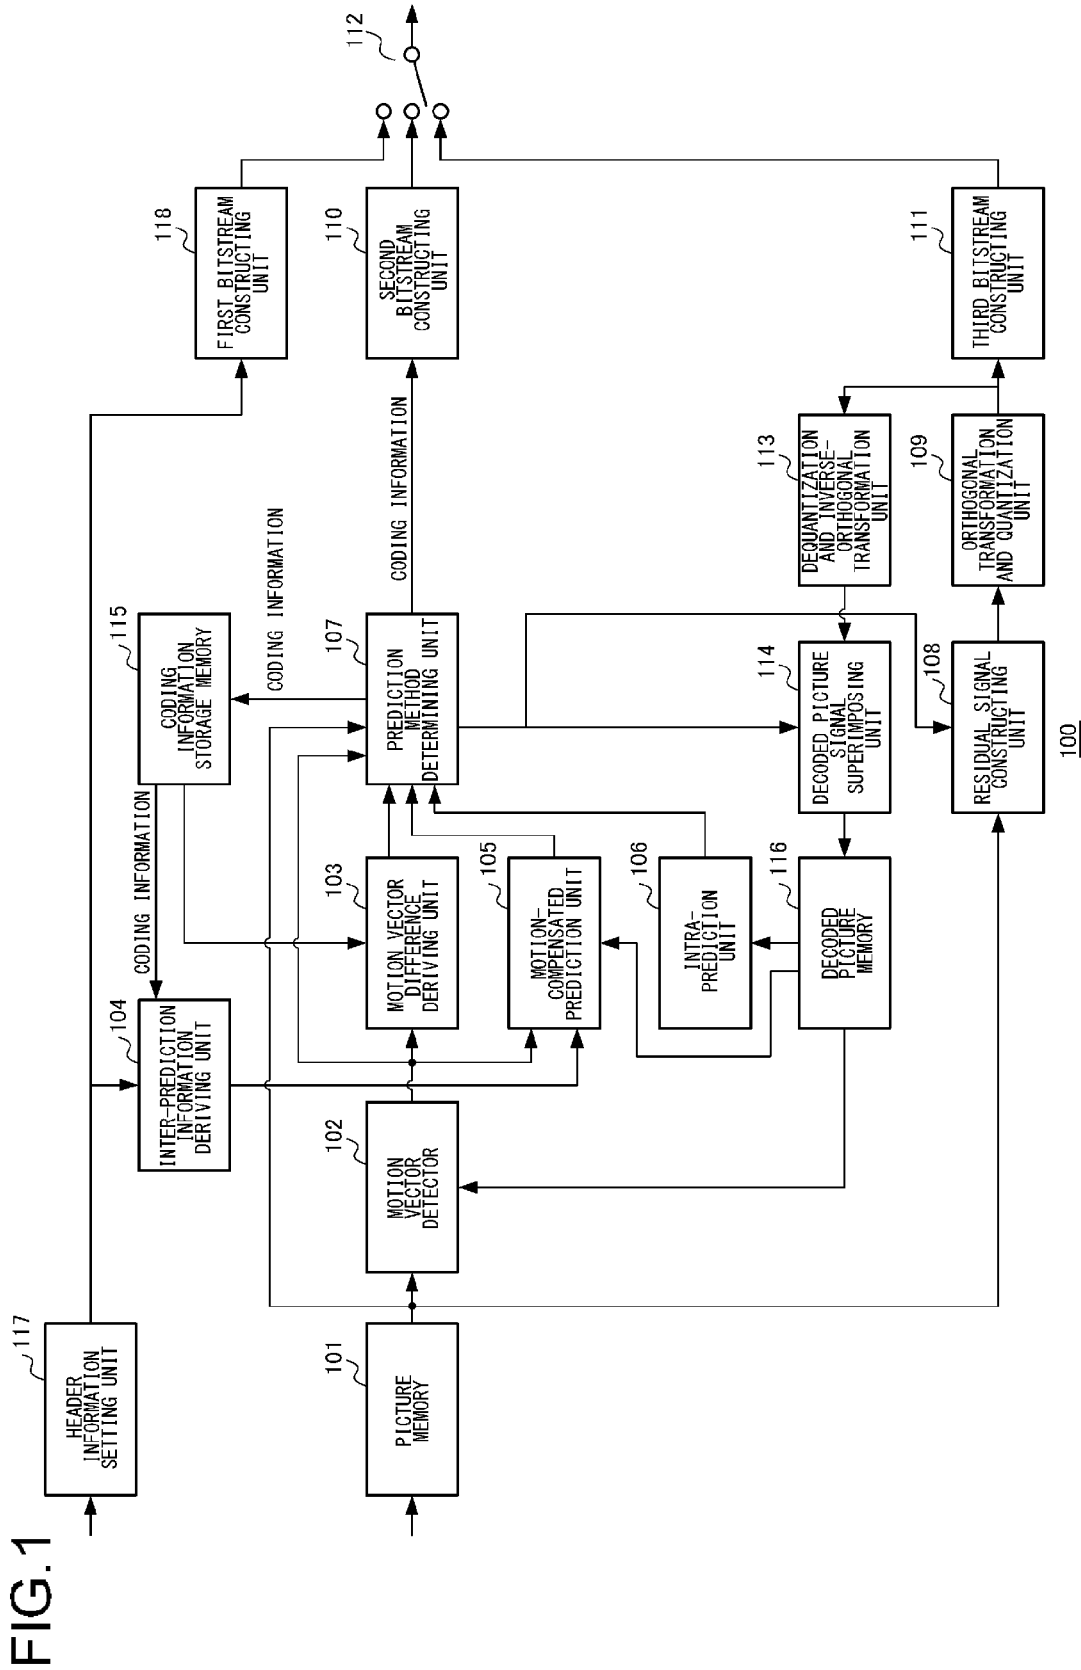 FIG.1
117
HEADER
INFORMATION
SETTING UNIT
104
INTER-PREDICTION
INFORMATION
DERIVING UNIT
CODING INFORMATION
115
CODING
INFORMATION
STORAGE MEMORY
CODING INFORMATION
118
FIRST BITSTREAM
CONSTRUCTING
UNIT
101
PICTURE
MEMORY
102
MOTION
VECTOR
DETECTOR
103
MOTION VECTOR
DIFFERENCE
DERIVING UNIT
107
PREDICTION
METHOD
DETERMINING UNIT
CODING INFORMATION
110
SECOND
BITSTREAM
CONSTRUCTING
UNIT
112
105
MOTION-
COMPENSATED
PREDICTION UNIT
106
INTRA-
PREDICTION
UNIT
116
DECODED
PICTURE
MEMORY
114
DECODED PICTURE
SIGNAL
SUPERIMPOSING
UNIT
113
DEQUANTIZATION
AND INVERSE-
ORTHOGONAL
TRANSFORMATION
UNIT
108
RESIDUAL SIGNAL
CONSTRUCTING
UNIT
109
ORTHOGONAL
TRANSFORMATION
AND QUANTIZATION
UNIT
111
THIRD BITSTREAM
CONSTRUCTING
UNIT
100